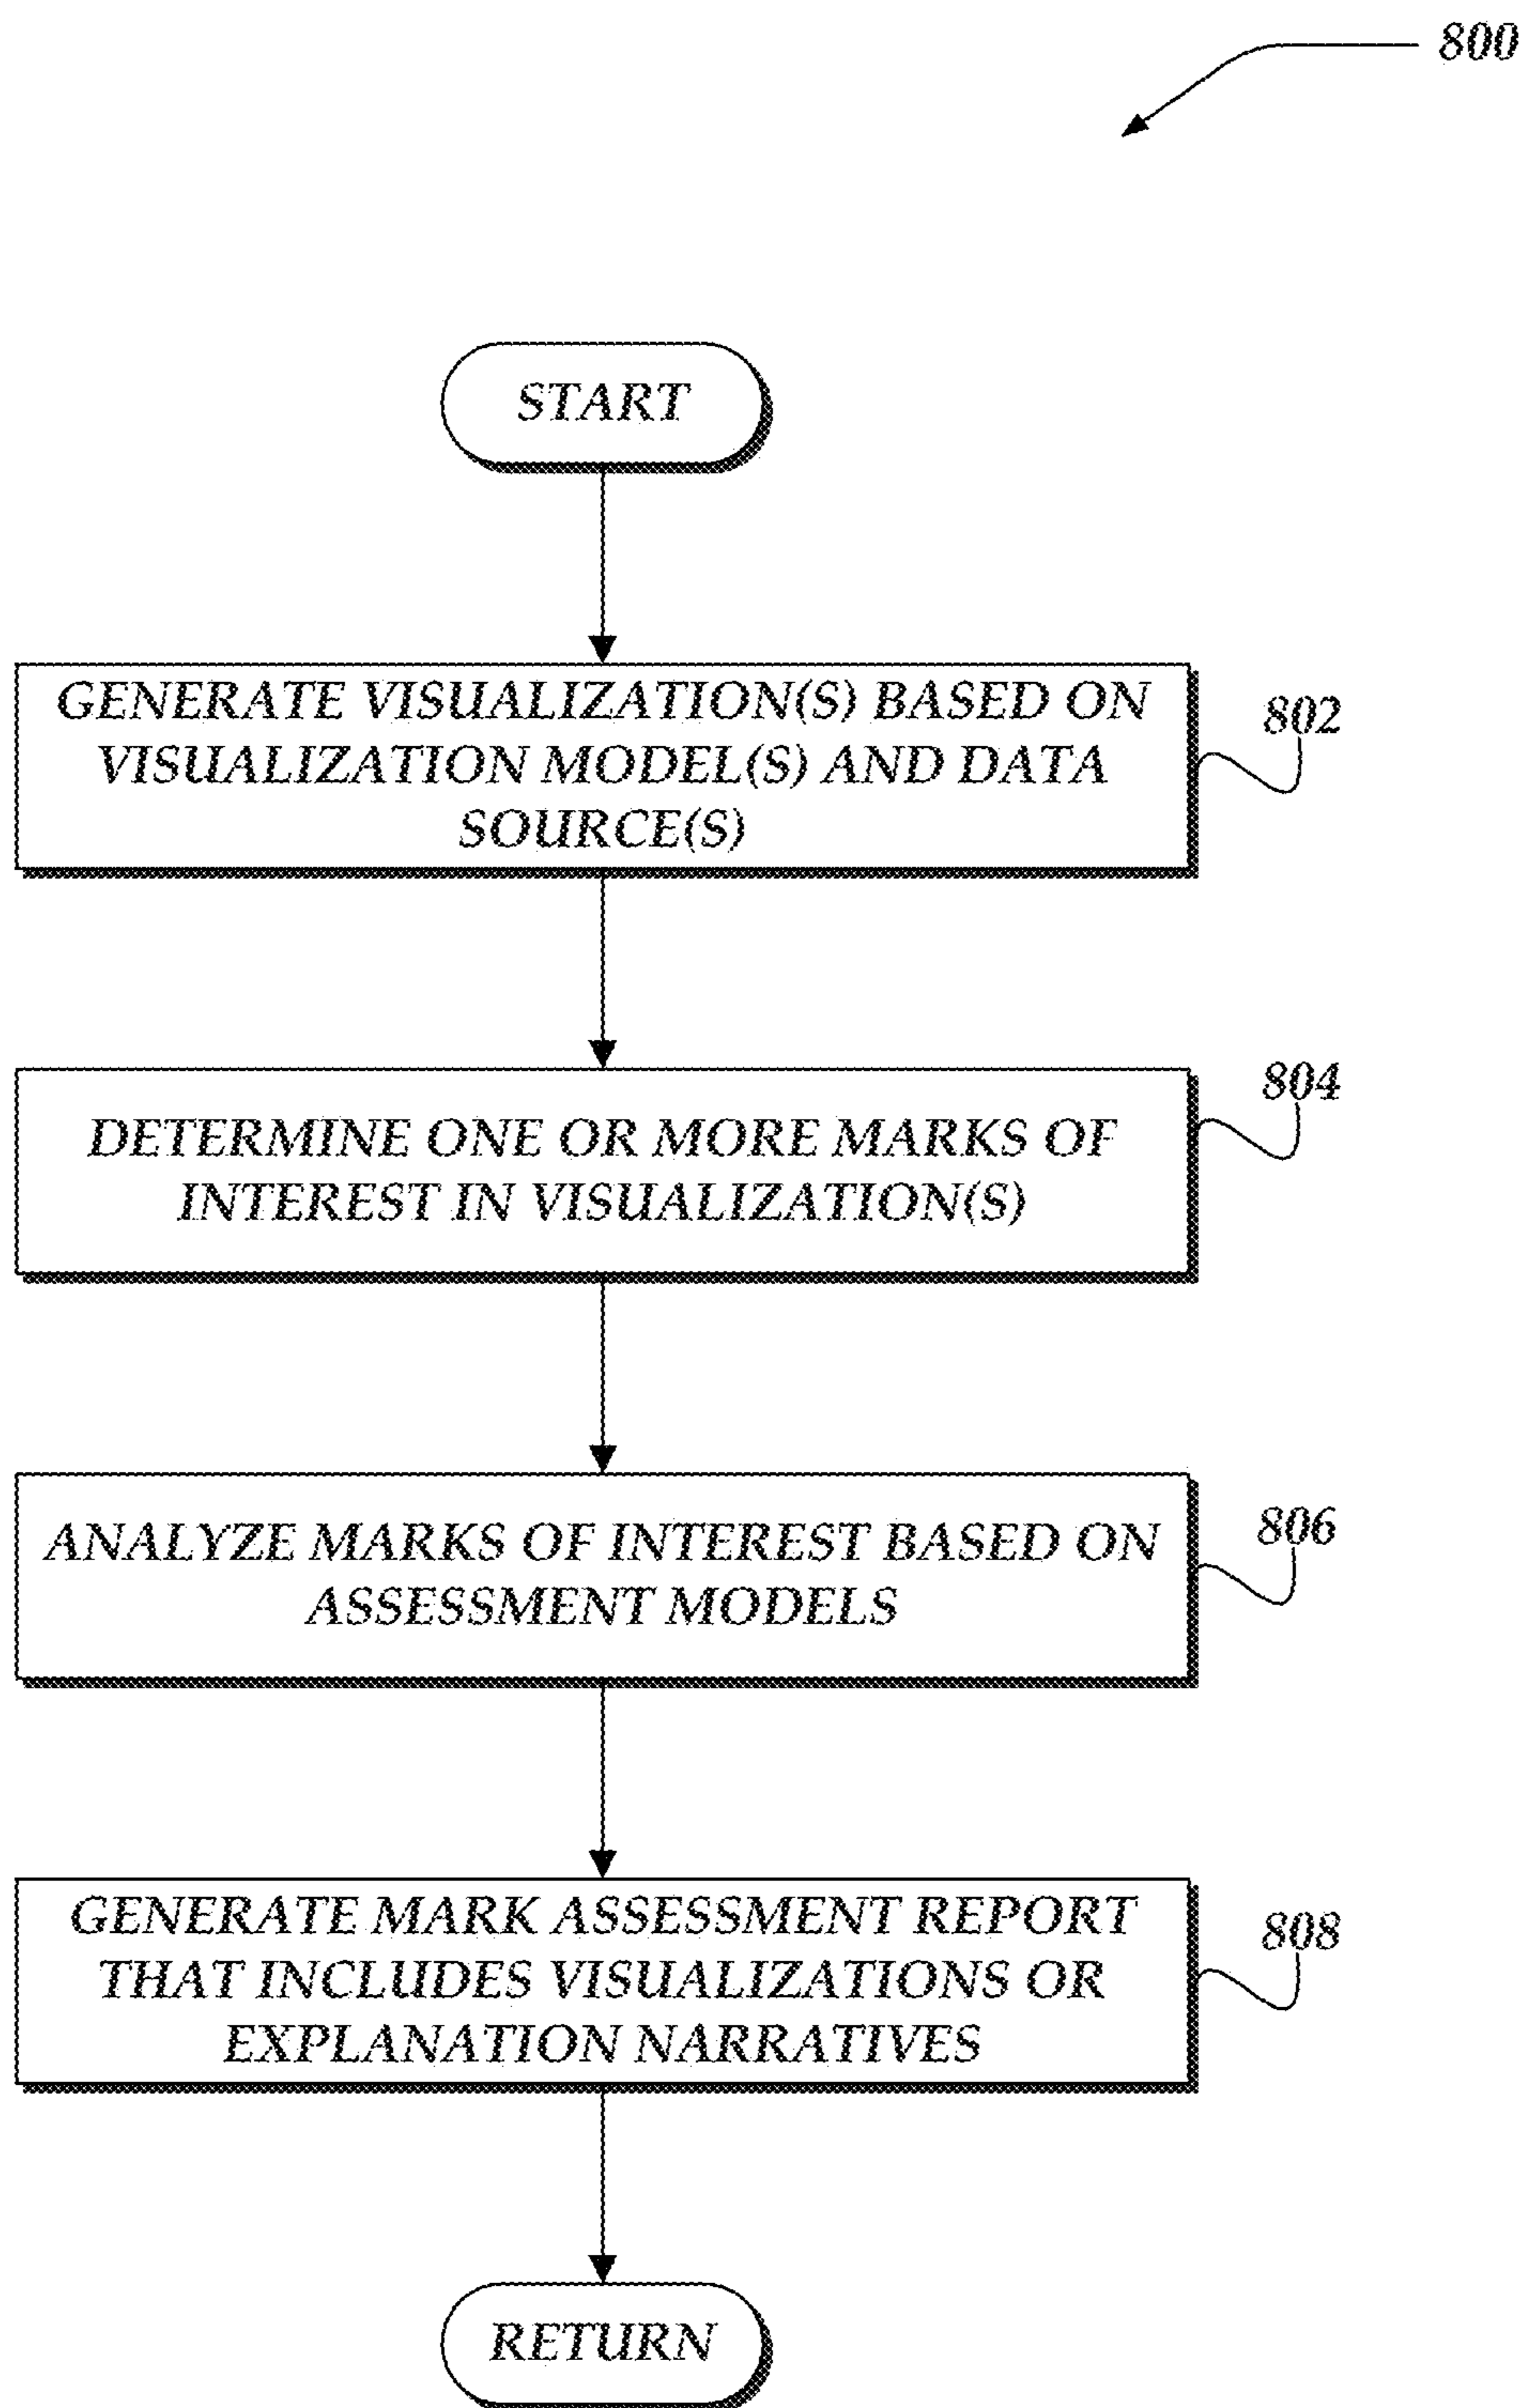 800
START
GENERATE VISUALIZATION(S) BASED ON
VISUALIZATION MODEL(S) AND DATA
SOURCE(S)
802
DETERMINE ONE OR MORE MARKS OF
INTEREST IN VISUALIZATION(S)
804
ANALYZE MARKS OF INTEREST BASED ON
ASSESSMENT MODELS
806
GENERATE MARK ASSESSMENT REPORT
THAT INCLUDES VISUALIZATIONS OR
EXPLANATION NARRATIVES
808
RETURN